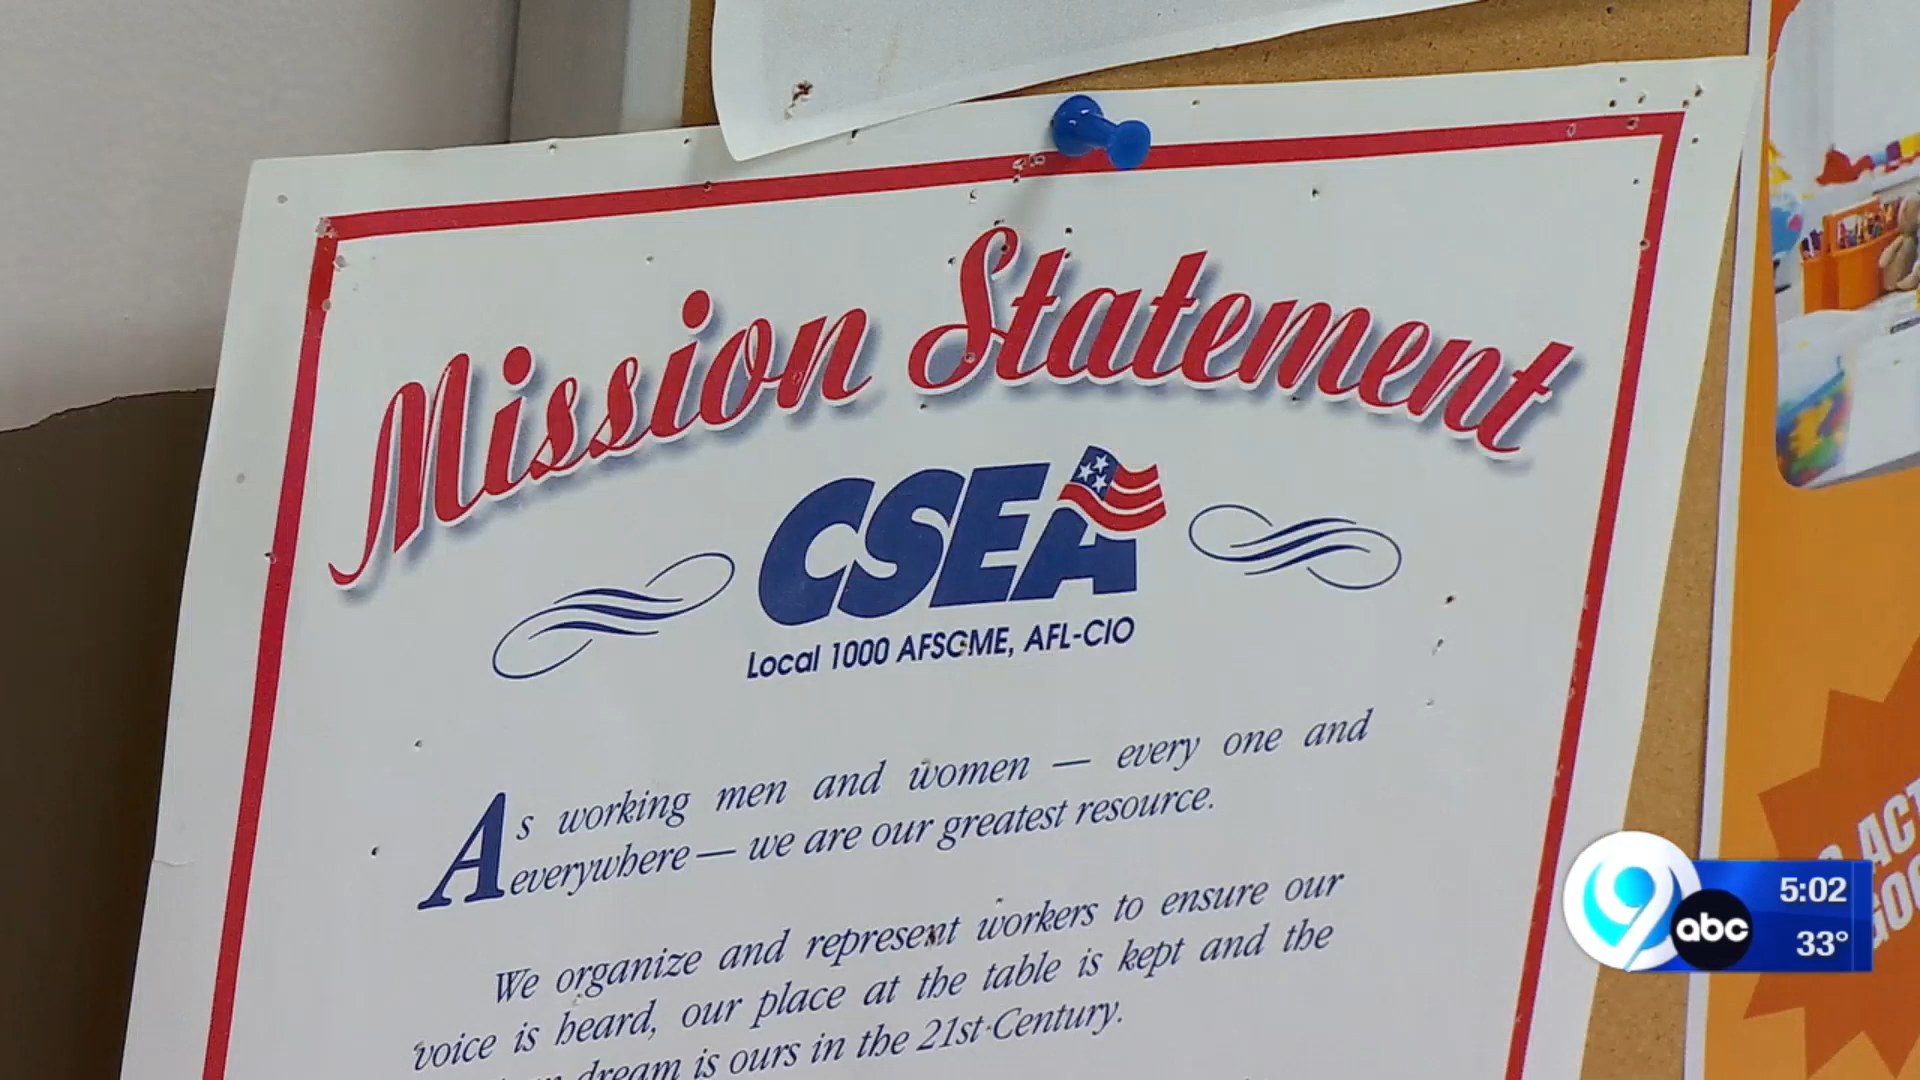 Mission Statement
CSEA
Local 1000 AFSCME, AFL-CIO
As working men and women — every one and
everywhere — we are our greatest resource.
We organize and represent workers to ensure our
voice is heard, our place at the table is kept and the
dream is ours in the 21st Century.
ACT
GOO
9
abc
5:02
33°